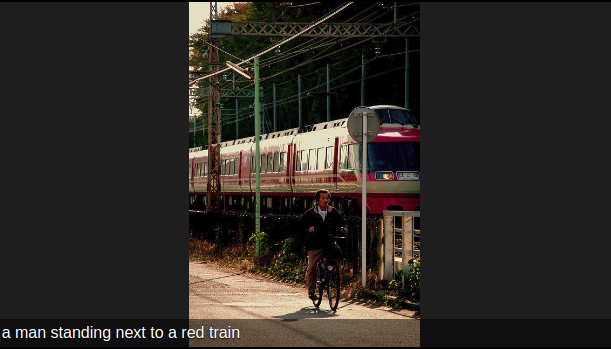 a man standing next to a red train